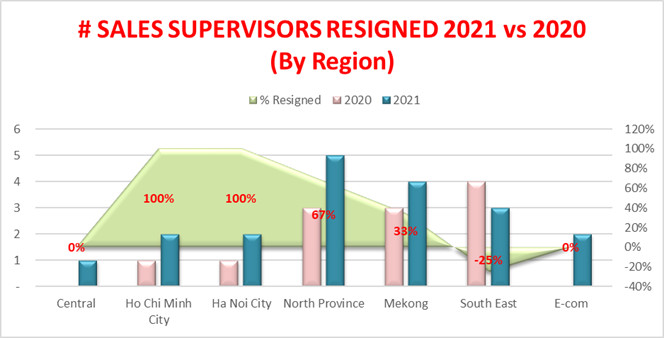 # SALES SUPERVISORS RESIGNED 2021 vs 2020
(By Region)
% Resigned 2020 2021
6 120%
5 100%
80%
4 60%
3 40%
2 20%
0%
1 -20%
- -40%
0% 100% 100% 67% 33% -25% 0%
Central Ho Chi Minh City Ha Noi City North Province Mekong South East E-com